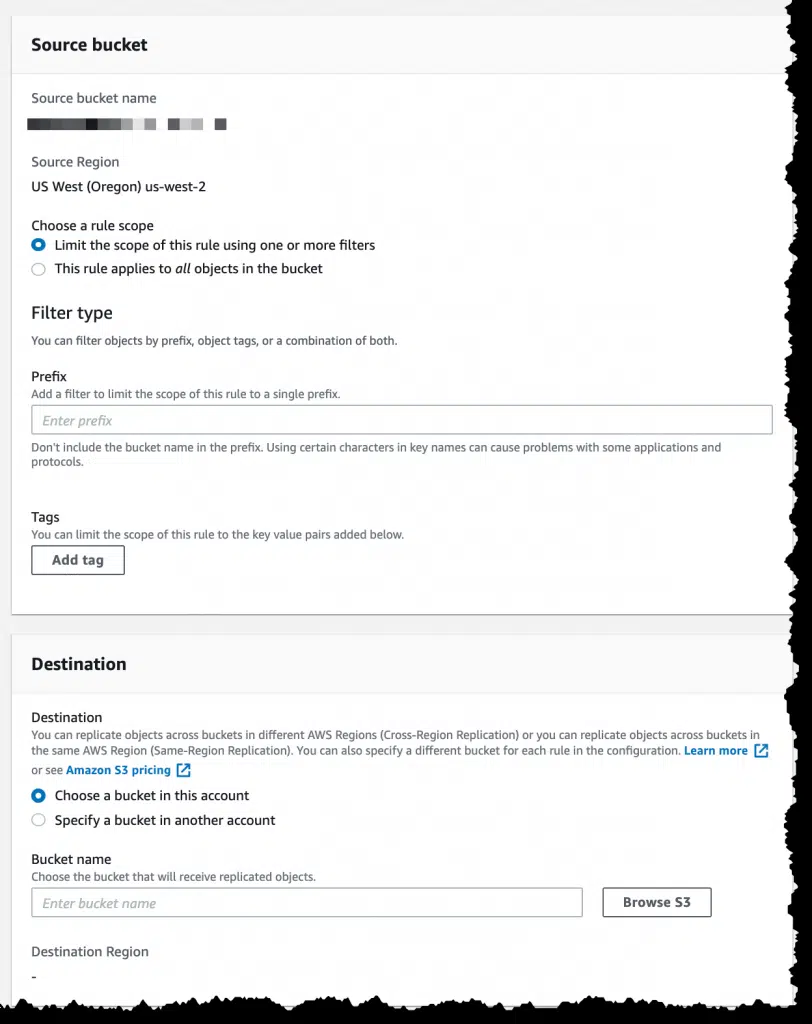 Source bucket
Source bucket name
Source Region
US West (Oregon) us-west-2
Choose a rule scope
Limit the scope of this rule using one or more filters
This rule applies to all objects in the bucket
Filter type
You can filter objects by prefix, object tags, or a combination of both.
Prefix
Add a filter to limit the scope of this rule to a single prefix.
Enter prefix
Don't include the bucket name in the prefix. Using certain characters in key names can cause problems with some applications and
protocols.
Tags
You can limit the scope of this rule to the key value pairs added below.
Add tag
Destination
Destination
You can replicate objects across buckets in different AWS Regions (Cross-Region Replication) or you can replicate objects across buckets in
the same AWS Region (Same-Region Replication). You can also specify a different bucket for each rule in the configuration. Learn more
or see Amazon S3 pricing
Choose a bucket in this account
Specify a bucket in another account
Bucket name
Choose the bucket that will receive replicated objects.
Enter bucket name
Browse S3
Destination Region
-